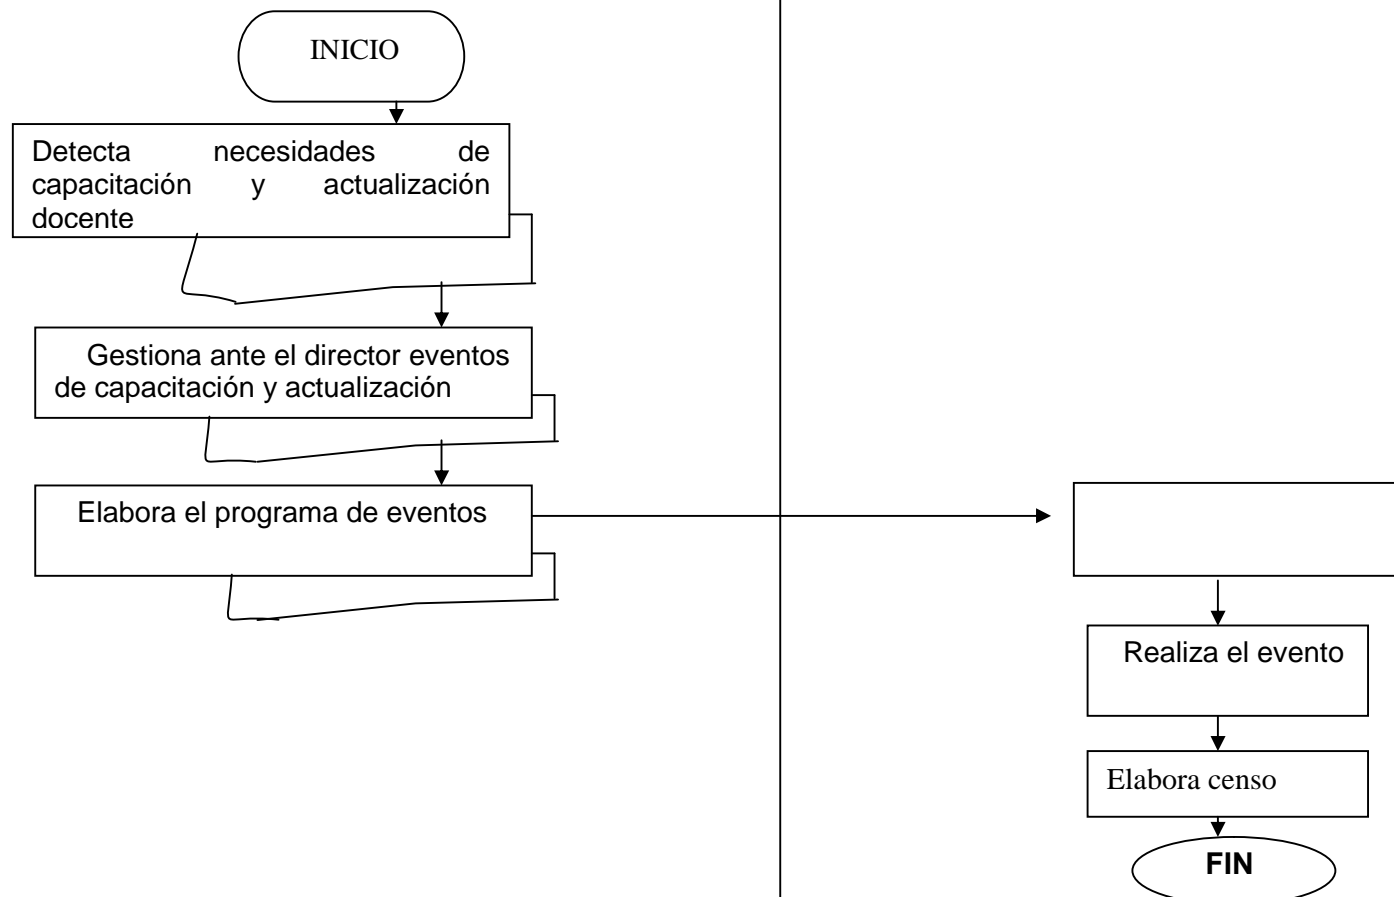 INICIO
Detecta necesidades de
capacitación y actualización
docente
Gestiona ante el director eventos
de capacitación y actualización
Elabora el programa de eventos
Realiza el evento
Elabora censo
FIN